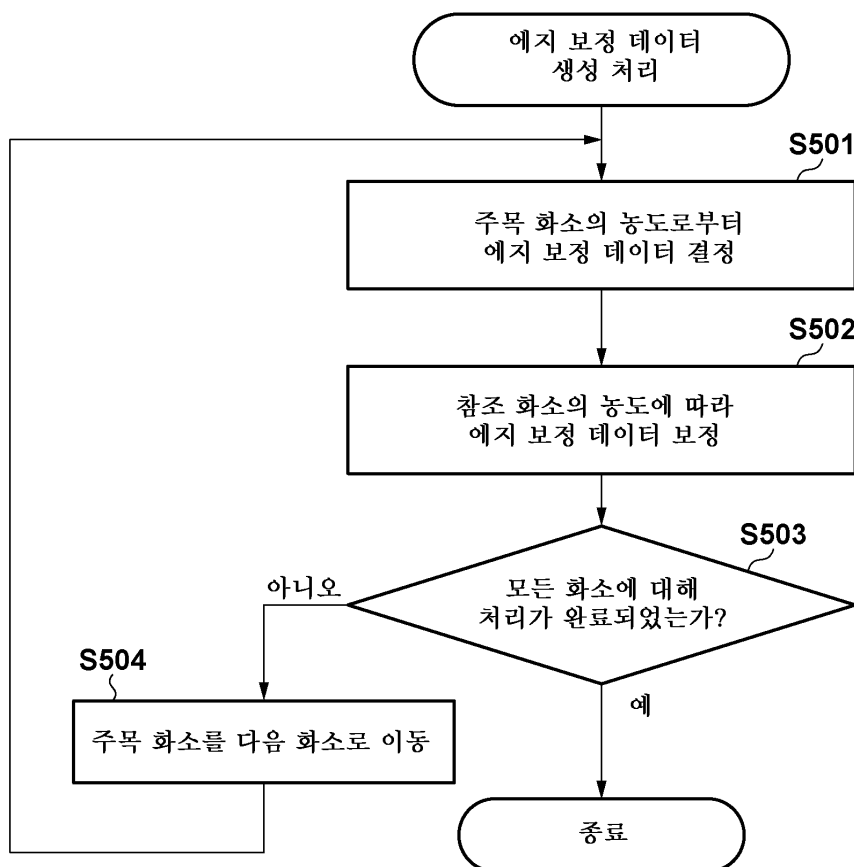 에지 보정 데이터
생성 처리
S501
주목 화소의 농도로부터
에지 보정 데이터 결정
S502
참조 화소의 농도에 따라
에지 보정 데이터 보정
S503
모든 화소에 대해
처리가 완료되었는가?
아니오
S504
주목 화소를 다음 화소로 이동
예
종료